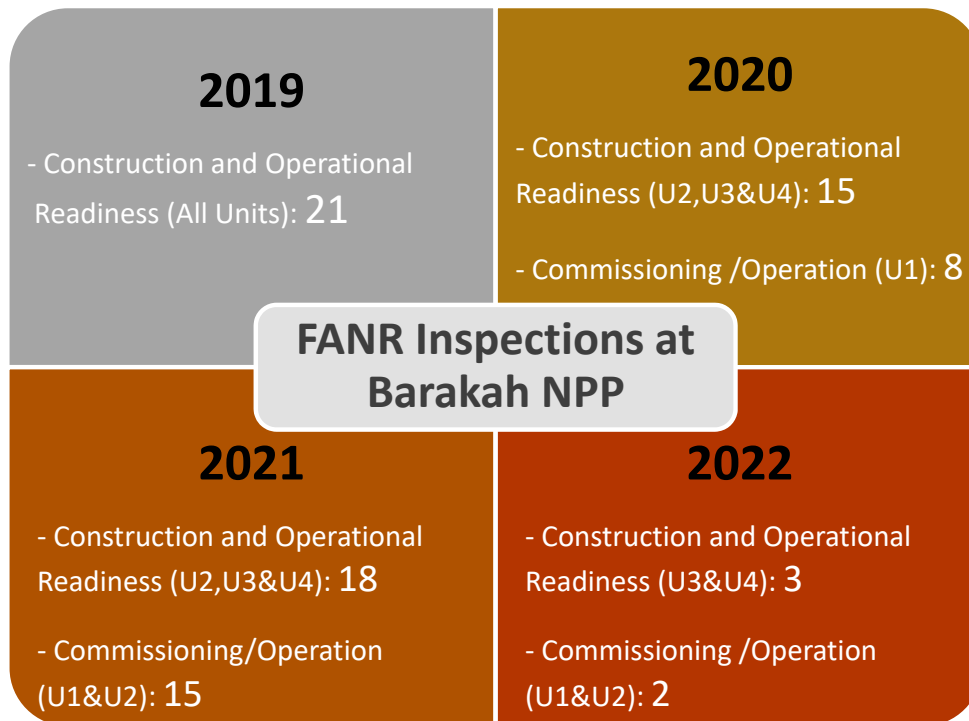 2019
- Construction and Operational
Readiness (All Units): 21
2020
- Construction and Operational
Readiness (U2,U3&U4): 15
- Commissioning /Operation (U1): 8
FANR Inspections at
Barakah NPP
2021
- Construction and Operational
Readiness (U2,U3&U4): 18
- Commissioning/Operation
(U1&U2): 15
2022
- Construction and Operational
Readiness (U3&U4): 3
- Commissioning /Operation
(U1&U2): 2